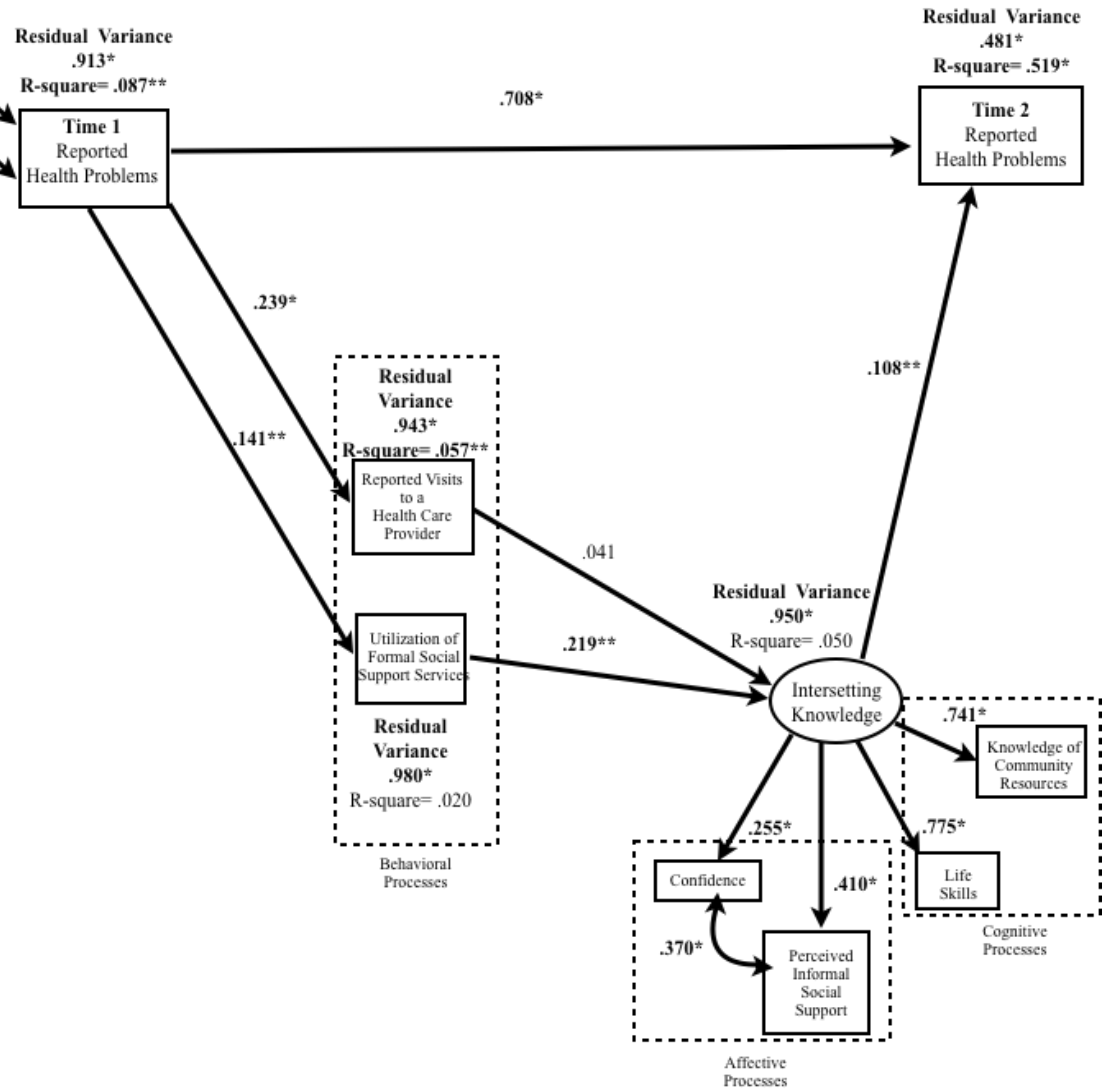 Residual Variance
.913*
R-square= .087**
Time 1
Reported
Health Problems
.708*
Residual Variance
.481*
R-square= .519*
Time 2
Reported
Health Problems
.239*
.141**
.108**
Residual
Variance
.943*
R-square= .057**
Reported Visits
to a
Health Care
Provider
.041
Utilization of
Formal Social
Support Services
.219**
Residual
Variance
.980*
R-square= .020
Behavioral
Processes
Residual Variance
.950*
R-square= .050
Intersetting
Knowledge
.741*
Knowledge of
Community
Resources
.775*
Life
Skills
Cognitive
Processes
.255*
Confidence
.410*
.370*
Perceived
Informal
Social
Support
Affective
Processes